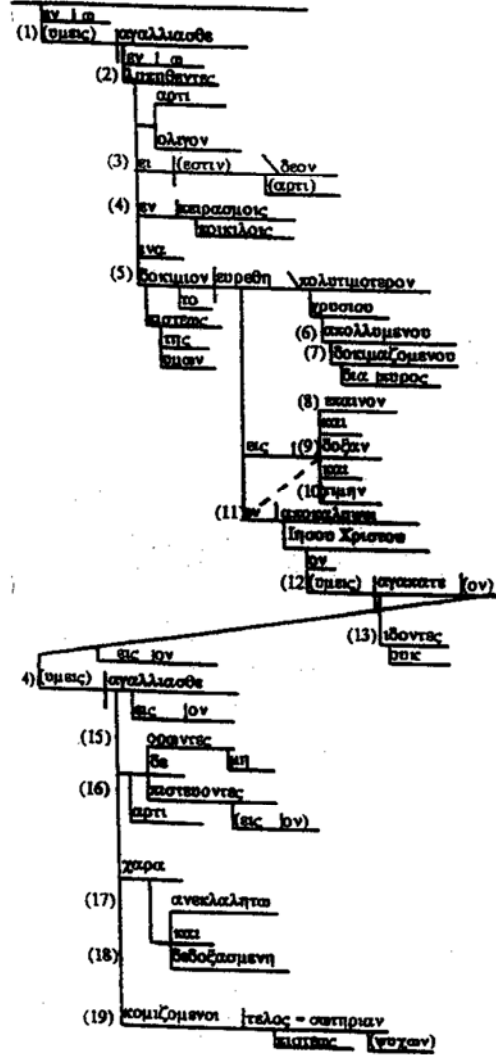 εν | ω
(1) (υμεις) αγαλλιασθε
εν | ω
(2) λυπηθεντες
αρτι
ολιγον
(3) ει (εστιν) δεον
(αρτι)
(4) εν πειρασμοις
ποικιλοις
ινα
(5) δοκιμιον ευρεθη πολυτιμοτερον
το χρυσιου
πιστεως (6) απολλυμενου
της (7) δοκιμαζομενου
υμων δια πυρος
(8) επαινον
και
εις (9) δοξαν
και
(10) τιμην
(11) εν αποκαλυψει
Ιησου Χριστου
ον
(12) (υμεις) αγαπατε (ον)
(13) ιδοντες
ουκ
εις ον
4) (υμεις) αγαλλιασθε
εις ον
(15) ορωντες
δε μη
(16) πιστευοντες
αρτι (εις ον)
χαρα
(17) ανεκλαλητω
και
(18) δεδοξασμενη
(19) κομιζομενοι τελος = σωτηριαν
πιστεως (ψυχων)